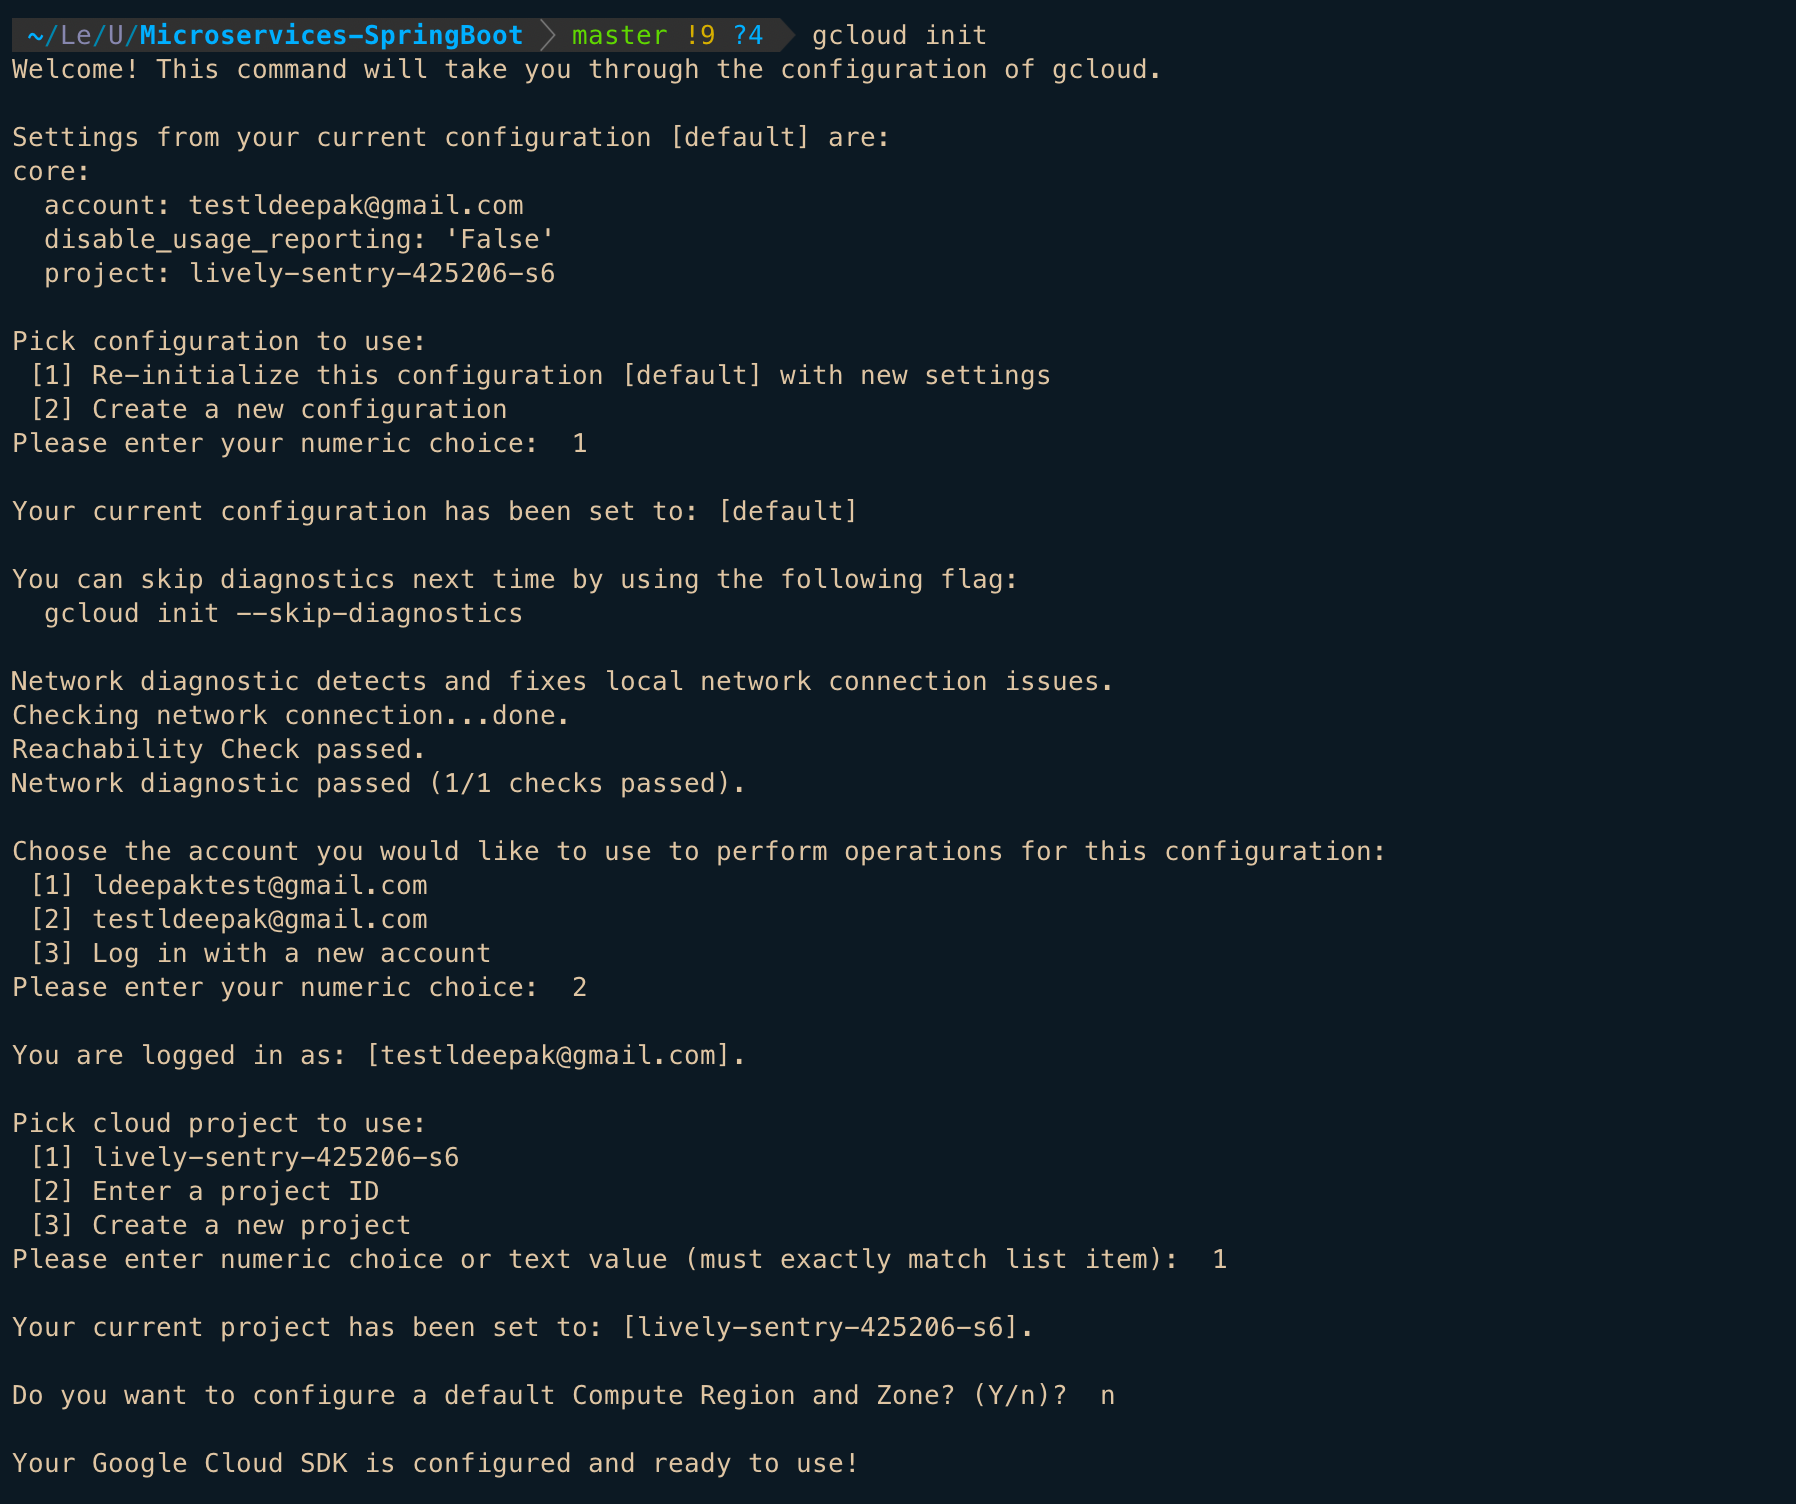 ~/Le/U/Microservices-SpringBoot master !9 ?4 gcloud init
Welcome! This command will take you through the configuration of gcloud.
Settings from your current configuration [default] are:
core:
  account: testldeepak@gmail.com
  disable_usage_reporting: 'False'
  project: lively-sentry-425206-s6
Pick configuration to use:
 [1] Re-initialize this configuration [default] with new settings
 [2] Create a new configuration
Please enter your numeric choice:  1
Your current configuration has been set to: [default]
You can skip diagnostics next time by using the following flag:
  gcloud init --skip-diagnostics
Network diagnostic detects and fixes local network connection issues.
Checking network connection...done.
Reachability Check passed.
Network diagnostic passed (1/1 checks passed).
Choose the account you would like to use to perform operations for this configuration:
 [1] ldeepaktest@gmail.com
 [2] testldeepak@gmail.com
 [3] Log in with a new account
Please enter your numeric choice:  2
You are logged in as: [testldeepak@gmail.com].
Pick cloud project to use:
 [1] lively-sentry-425206-s6
 [2] Enter a project ID
 [3] Create a new project
Please enter numeric choice or text value (must exactly match list item):  1
Your current project has been set to: [lively-sentry-425206-s6].
Do you want to configure a default Compute Region and Zone? (Y/n)?  n
Your Google Cloud SDK is configured and ready to use!